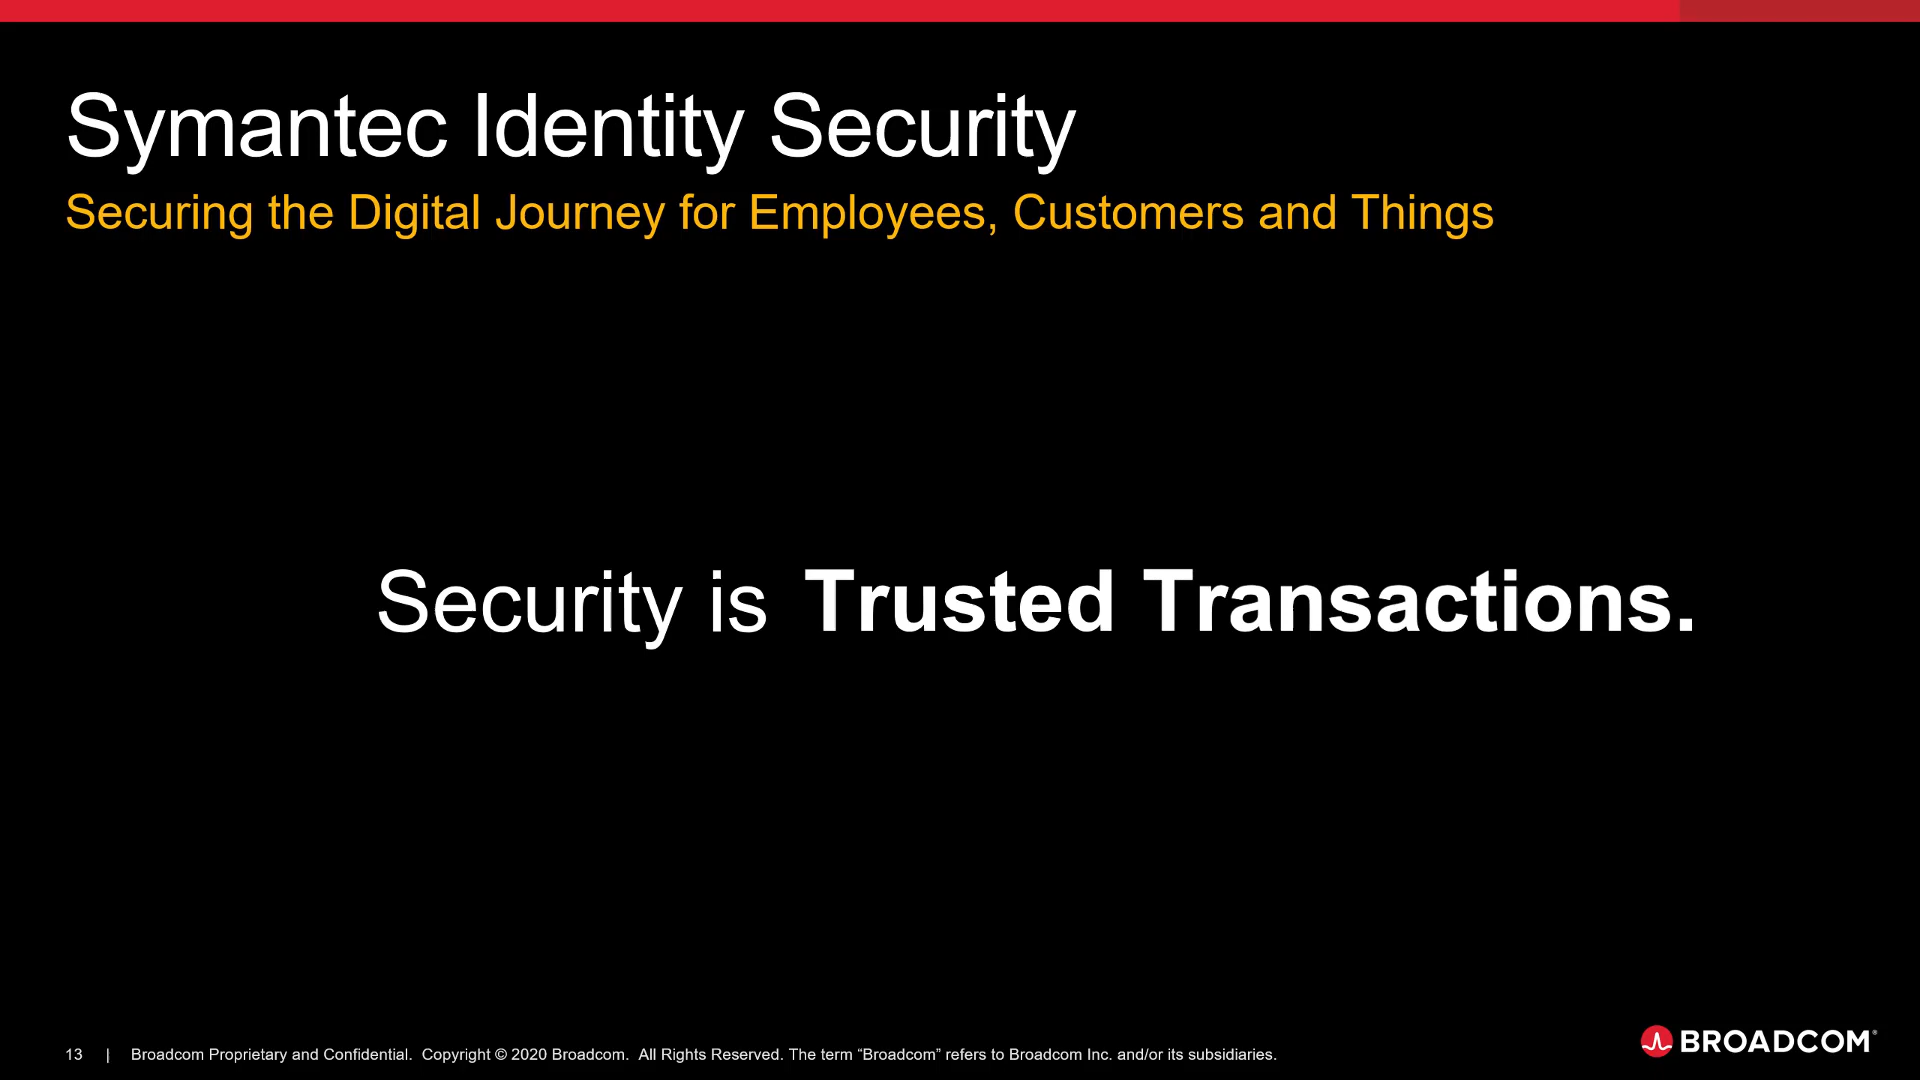 Symantec Identity Security
Securing the Digital Journey for Employees, Customers and Things
Security is Trusted Transactions.
13 | Broadcom Proprietary and Confidential. Copyright © 2020 Broadcom. All Rights Reserved. The term “Broadcom” refers to Broadcom Inc. and/or its subsidiaries.
BROADCOM®